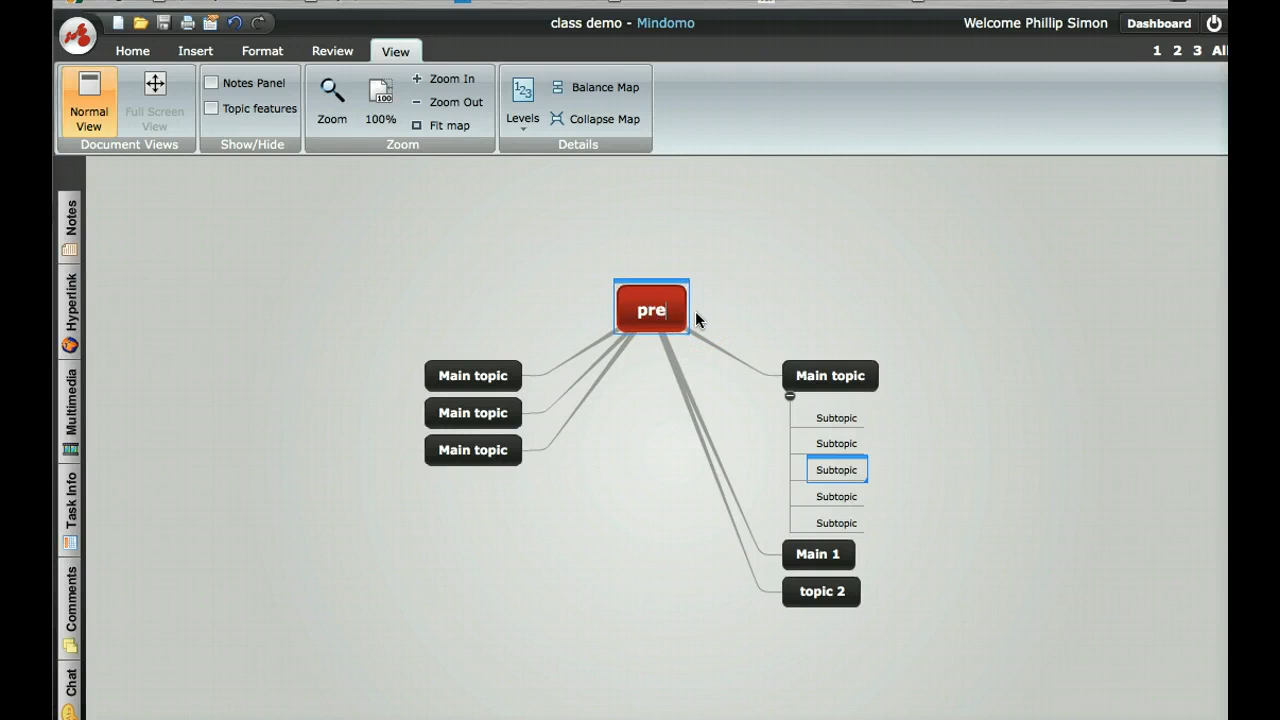 class demo - Mindomo
Welcome Phillip Simon
Dashboard
Home
Insert
Format
Review
View
1 2 3
Normal View
Full Screen View
Document Views
Notes Panel
Topic features
Show/Hide
Zoom
100
100%
Zoom In
Zoom Out
Fit map
Zoom
123
Levels
Balance Map
Collapse Map
Details
Notes
Hyperlink
Multimedia
Task Info
Comments
Chat
pre
Main topic
Main topic
Main topic
Main topic
Subtopic
Subtopic
Subtopic
Subtopic
Subtopic
Main 1
topic 2